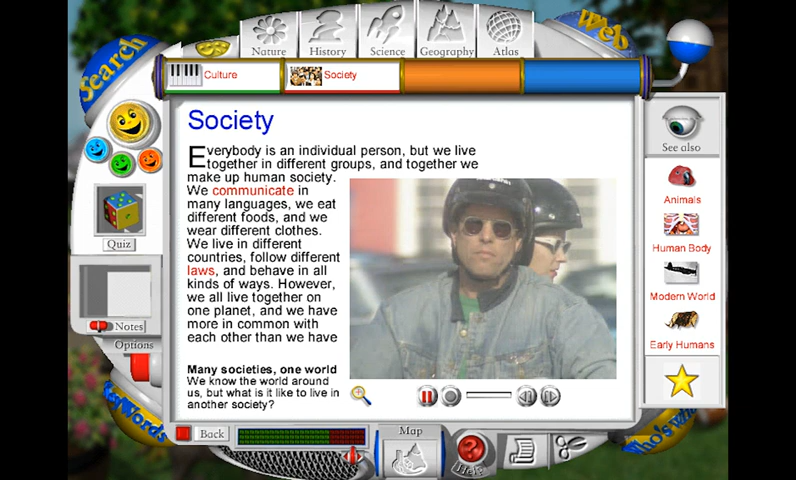 Search
Web
Nature
History
Science
Geography
Atlas
Culture
Society
Society
Everybody is an individual person, but we live
together in different groups, and together we
make up human society.
We communicate in
many languages, we eat
different foods, and we
wear different clothes.
We live in different
countries, follow different
laws, and behave in all
kinds of ways. However,
we all live together on
one planet, and we have
more in common with
each other than we have
Many societies, one world
We know the world around
us, but what is it like to live in
another society?
See also
Animals
Human Body
Modern World
Early Humans
Quiz
Notes
Options
Back
Map
Help
Who's who